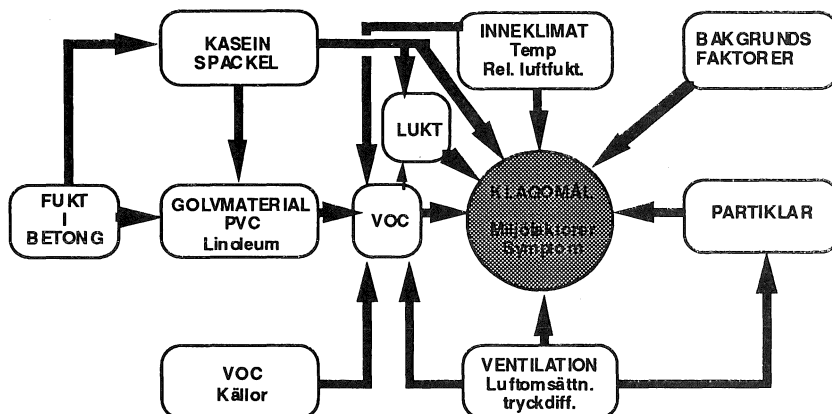 KASEIN
SPACKEL
INNEKLIMAT
Temp
Rel. luftfukt.
BAKGRUNDS
FAKTORER
LUKT
FUKT
I
BETONG
GOLVMATERIAL
PVC
Linoleum
VOC
KLAGOMÅL
Miljöfaktorer
Symptom
PARTIKLAR
VOC
Källor
VENTILATION
Luftomsättn.
tryckdiff.